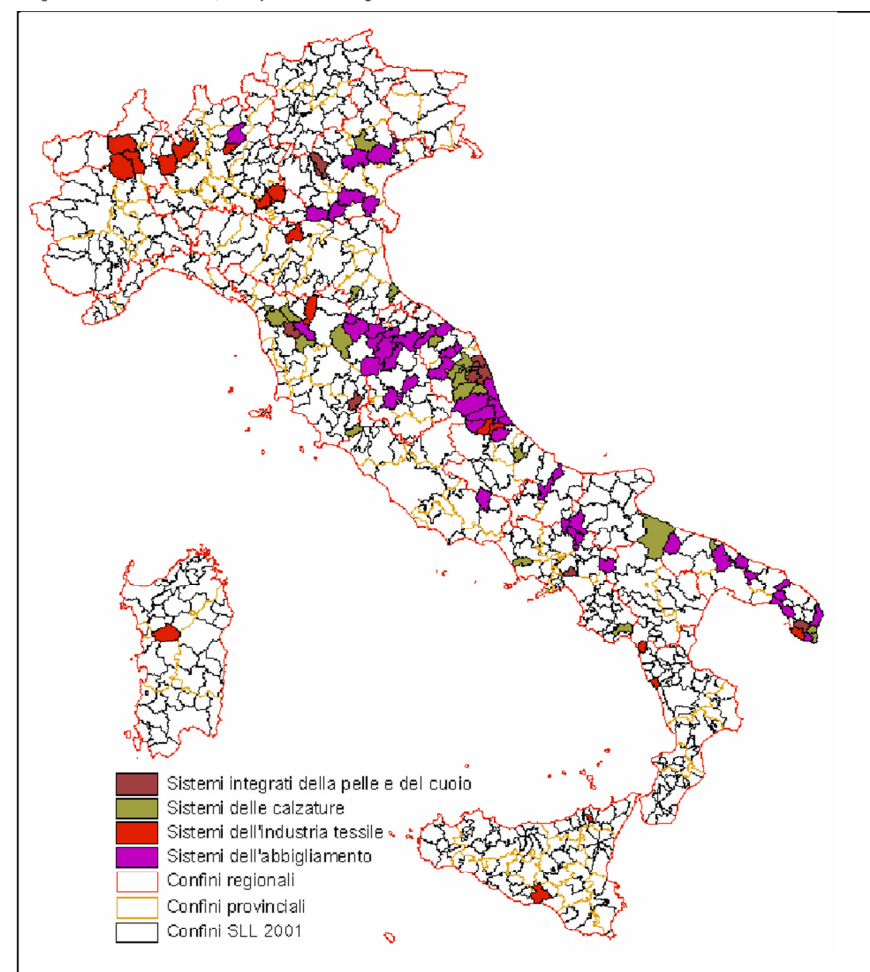 Sistemi integrati della pelle e del cuoio
Sistemi delle calzature
Sistemi dell'industria tessile
Sistemi dell'abbigliamento
Confini regionali
Confini provinciali
Confini SLL 2001